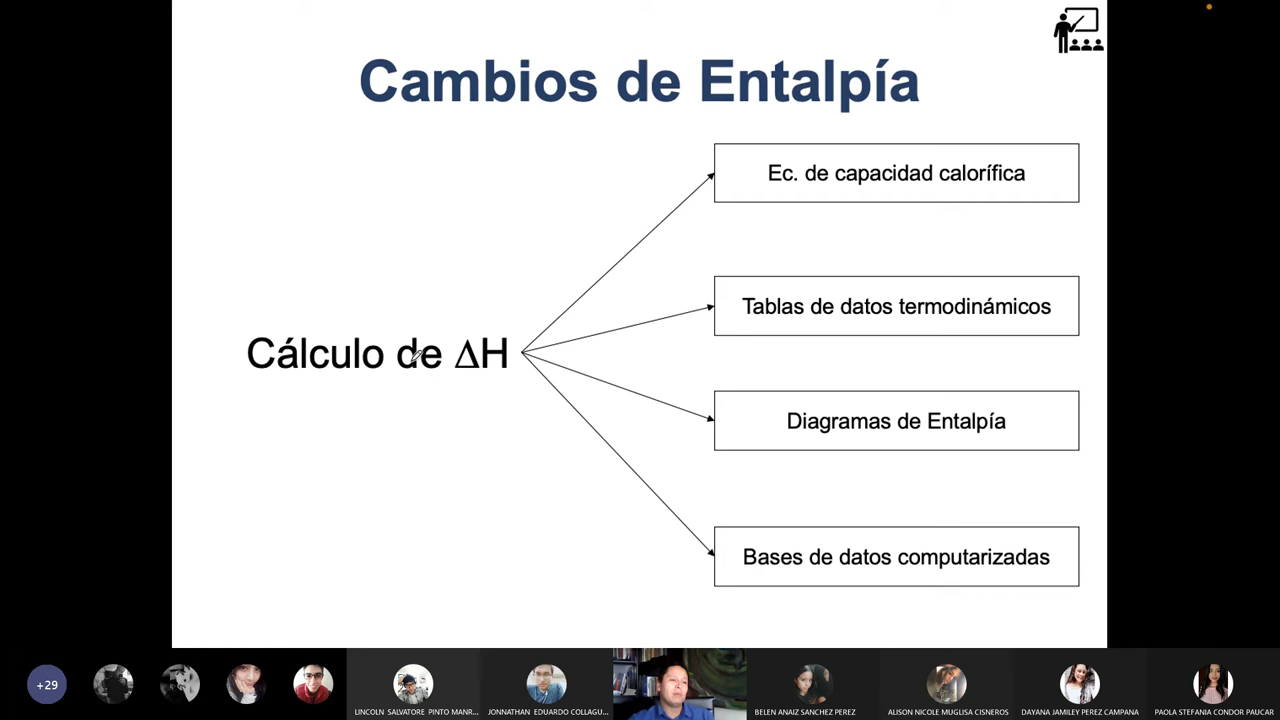 Cambios de Entalpía
Ec. de capacidad calorífica
Tablas de datos termodinámicos
Cálculo de ΔH
Diagramas de Entalpía
Bases de datos computarizadas
+29
LINCOLN SALVATORE PINTO MANR...
JONNATHAN EDUARDO COLLAGU...
BELEN ANAIZ SANCHEZ PEREZ
ALISON NICOLE MUGLISA CISNEROS
DAYANA JAMILEY PEREZ CAMPANA
PAOLA STEFANIA CONDOR PAUCAR